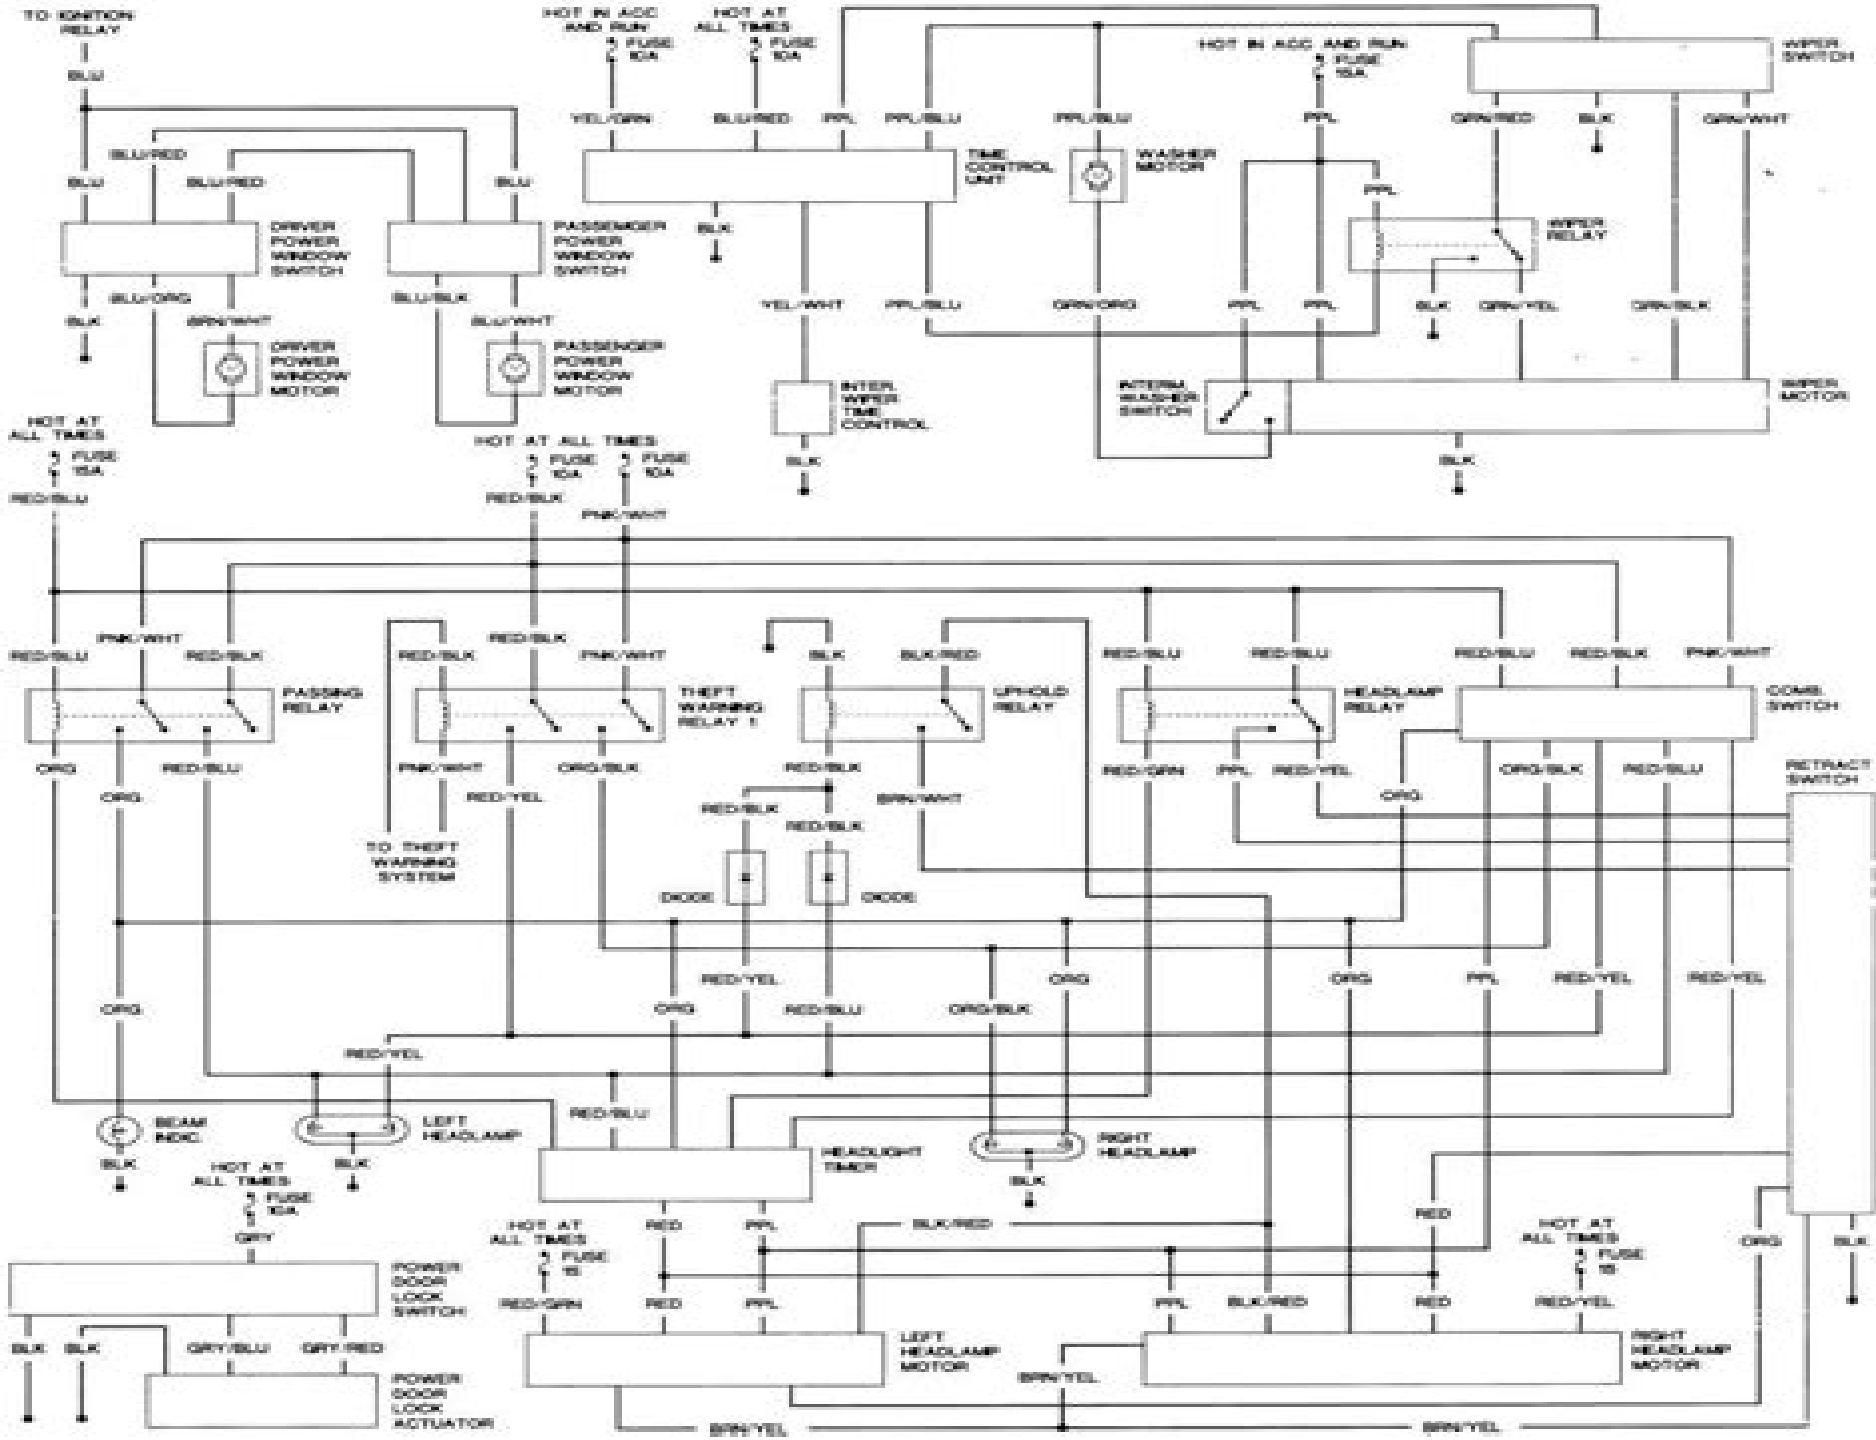 TO IGNITION
RELAY
BLU
HOT IN ACC
AND RUN
FUSE
10A
HOT AT
ALL TIMES
FUSE
10A
HOT IN ACC AND RUN
FUSE
15A
WIPER
SWITCH
YEL/GRN
BLU/RED
PPL
PPL/BLU
PPL/BLU
PPL
GRN/RED
BLK
GRN/WHT
BLU/RED
BLU
BLU/RED
BLU
TIME
CONTROL
UNIT
WASHER
MOTOR
PPL
DRIVER
POWER
WINDOW
SWITCH
PASSENGER
POWER
WINDOW
SWITCH
BLK
WIPER
RELAY
BLU/ORG
BLK
BRN/WHT
BLU/BLK
BLU/WHT
YEL/WHT
PPL/BLU
GRN/ORG
PPL
PPL
BLK
GRN/YEL
GRN/BLK
DRIVER
POWER
WINDOW
MOTOR
PASSENGER
POWER
WINDOW
MOTOR
INTER.
WIPER
TIME
CONTROL
INTERM.
WASHER
SWITCH
WIPER
MOTOR
BLK
BLK
HOT AT
ALL TIMES
FUSE
15A
RED/BLU
HOT AT ALL TIMES
FUSE
10A
FUSE
10A
RED/BLK
PNK/WHT
PNK/WHT
RED/BLU
RED/BLK
RED/BLK
RED/BLK
PNK/WHT
BLK
BLK/RED
RED/BLU
RED/BLU
RED/BLU
RED/BLK
PNK/WHT
PASSING
RELAY
THEFT
WARNING
RELAY 1
UPHOLD
RELAY
HEADLAMP
RELAY
COMB.
SWITCH
ORG
ORG
RED/BLU
PNK/WHT
RED/YEL
ORG/BLK
RED/BLK
RED/BLK
RED/BLK
BRN/WHT
RED/GRN
PPL
RED/YEL
ORG
ORG/BLK
RED/BLU
RETRACT
SWITCH
TO THEFT
WARNING
SYSTEM
DIODE
DIODE
ORG
RED/YEL
ORG
RED/YEL
RED/BLU
ORG/BLK
ORG
ORG
PPL
RED/YEL
RED/YEL
RED/BLU
BEAM
INDIC.
LEFT
HEADLAMP
HEADLIGHT
TIMER
RIGHT
HEADLAMP
BLK
BLK
BLK
HOT AT
ALL TIMES
FUSE
10A
GRY
HOT AT
ALL TIMES
FUSE
15
RED
PPL
BLK/RED
RED
HOT AT
ALL TIMES
FUSE
15
ORG
BLK
POWER
DOOR
LOCK
SWITCH
RED/GRN
RED
PPL
PPL
BLK/RED
RED
RED/YEL
BLK
BLK
GRY/BLU
GRY/RED
LEFT
HEADLAMP
MOTOR
RIGHT
HEADLAMP
MOTOR
POWER
DOOR
LOCK
ACTUATOR
BRN/YEL
BRN/YEL
BRN/YEL